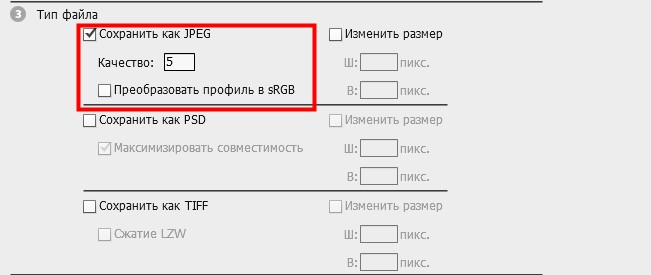 3 Тип файла
Сохранить как JPEG Изменить размер
Качество: 5 Ш: пикс.
Преобразовать профиль в sRGB В: пикс.
Сохранить как PSD Изменить размер
Максимизировать совместимость Ш: пикс.
В: пикс.
Сохранить как TIFF Изменить размер
Сжатие LZW Ш: пикс.
В: пикс.